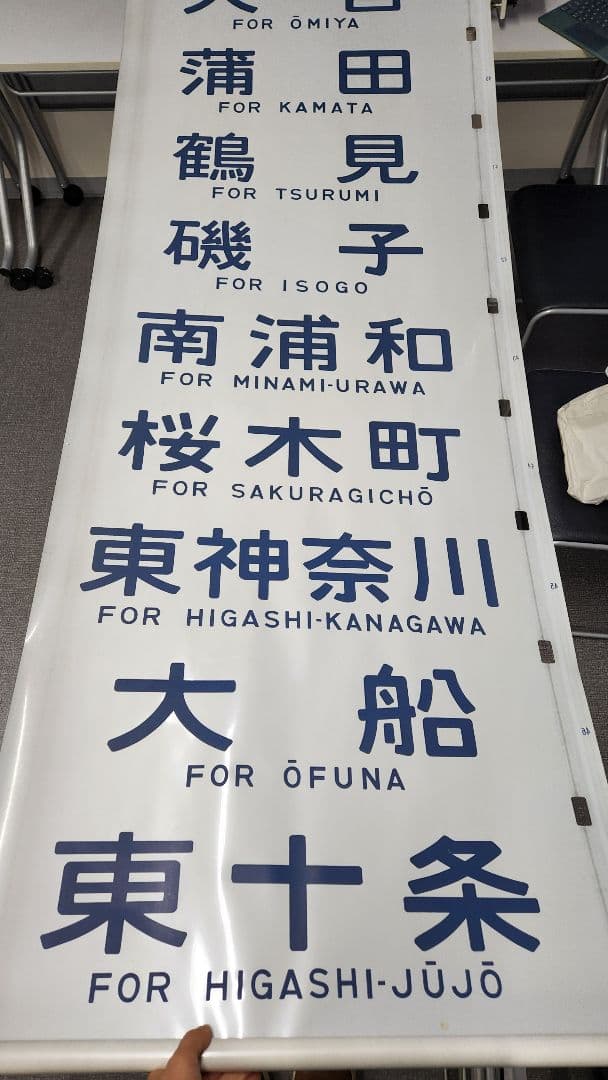 大宮
FOR ŌMIYA
蒲田
FOR KAMATA
鶴見
FOR TSURUMI
磯子
FOR ISOGO
南浦和
FOR MINAMI-URAWA
桜木町
FOR SAKURAGICHŌ
東神奈川
FOR HIGASHI-KANAGAWA
大船
FOR ŌFUNA
東十条
FOR HIGASHI-JŪJŌ